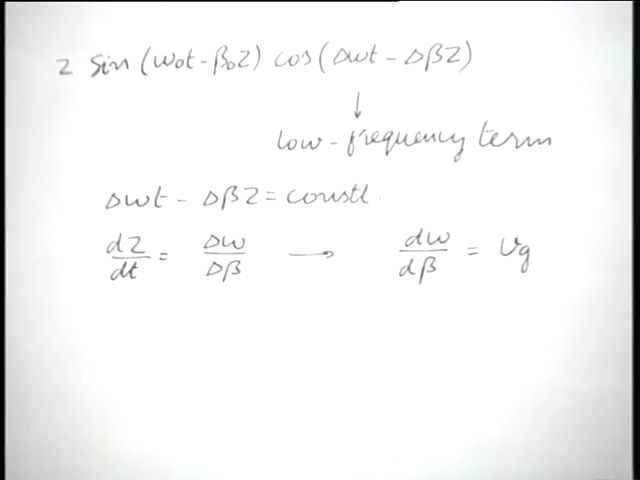 2 sin(ω₀t - β₀z) cos(Δωt - Δβz)
↓
low-frequency term
Δωt - Δβz = const.
dz/dt = Δω/Δβ → dω/dβ = vg